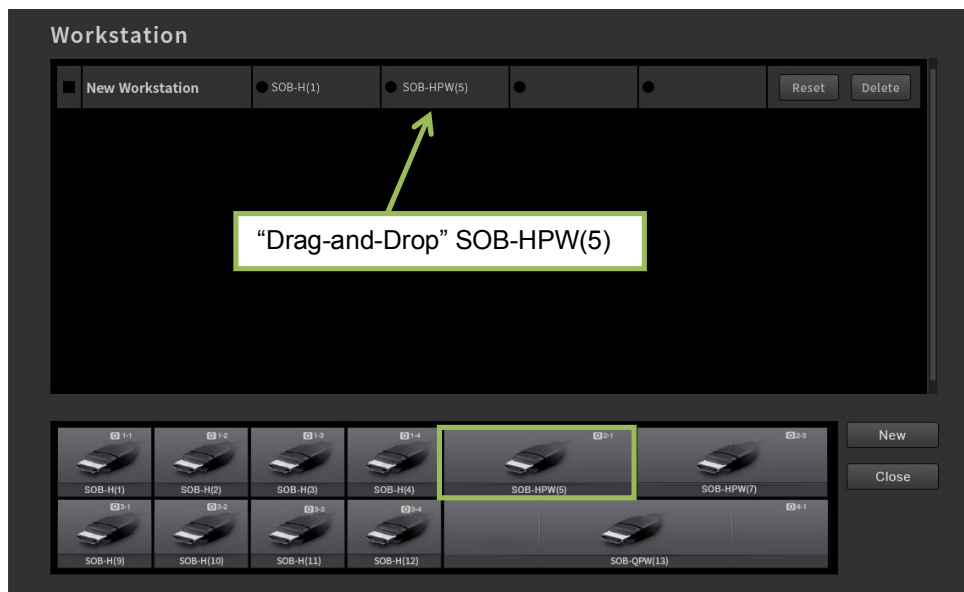 Workstation
New Workstation SOB-H(1) SOB-HPW(5) Reset Delete
“Drag-and-Drop” SOB-HPW(5)
1-1 1-2 1-3 1-4 2-1 2-3 New
SOB-H(1) SOB-H(2) SOB-H(3) SOB-H(4) SOB-HPW(5) SOB-HPW(7) Close
3-1 3-2 3-3 3-4 4-1
SOB-H(9) SOB-H(10) SOB-H(11) SOB-H(12) SOB-QPW(13)